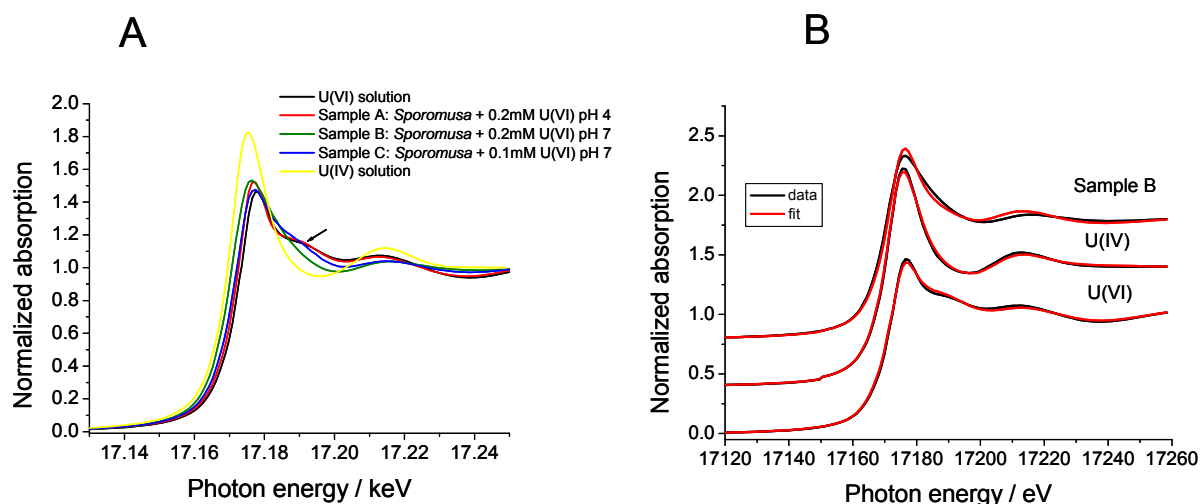 A
B
Normalized absorption
2.0
1.8
1.6
1.4
1.2
1.0
0.8
0.6
0.4
0.2
0.0
U(VI) solution
Sample A: Sporomusa + 0.2mM U(VI) pH 4
Sample B: Sporomusa + 0.2mM U(VI) pH 7
Sample C: Sporomusa + 0.1mM U(VI) pH 7
U(IV) solution
17.14 17.16 17.18 17.20 17.22 17.24
Photon energy / keV
Normalized absorption
2.5
2.0
1.5
1.0
0.5
0.0
data
fit
Sample B
U(IV)
U(VI)
17120 17140 17160 17180 17200 17220 17240 17260
Photon energy / eV